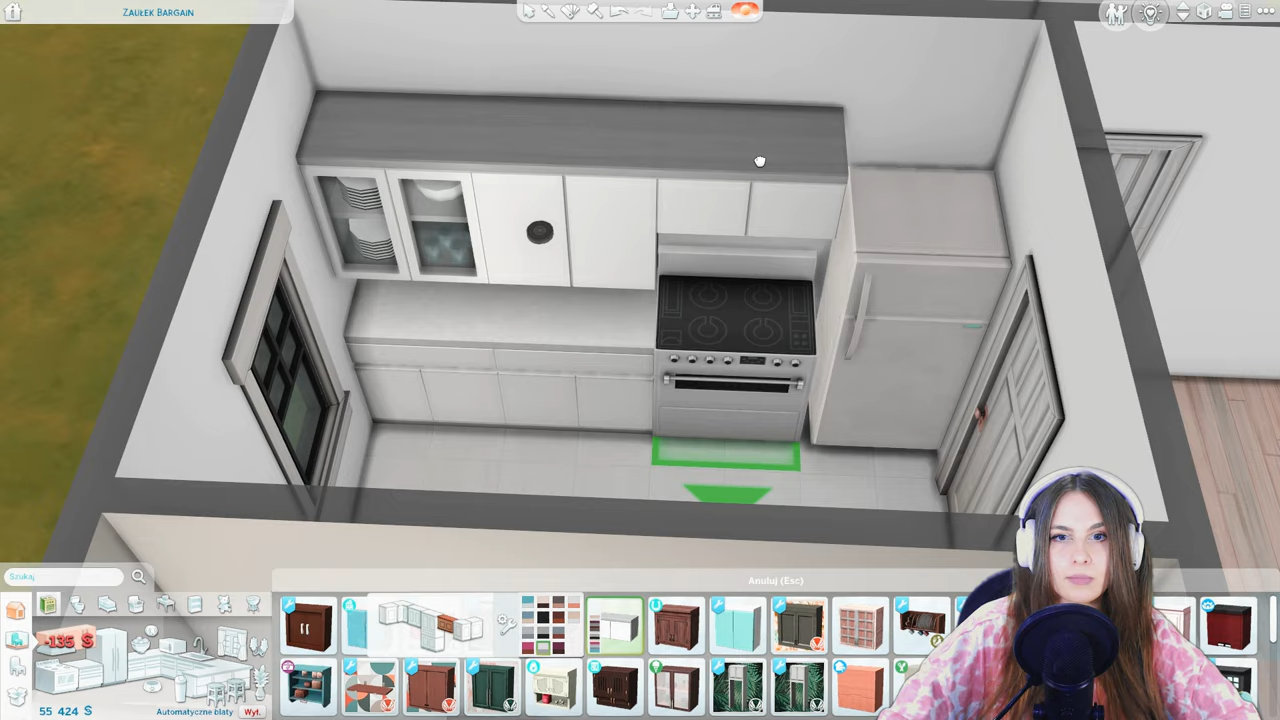 Zaułek Bargain
Anuluj (Esc)
Szukaj
-135 $
55 424 $
Automatyczne blaty
Wył.